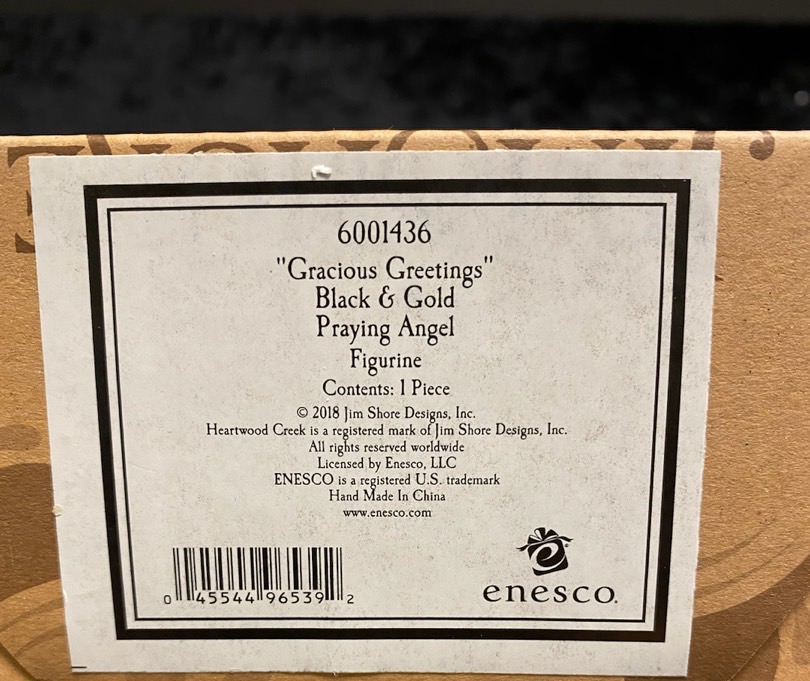 6001436
"Gracious Greetings"
Black & Gold
Praying Angel
Figurine
Contents: 1 Piece
© 2018 Jim Shore Designs, Inc.
Heartwood Creek is a registered mark of Jim Shore Designs, Inc.
All rights reserved worldwide
Licensed by Enesco, LLC
ENESCO is a registered U.S. trademark
Hand Made In China
www.enesco.com
0 45544 96539 2
enesco.